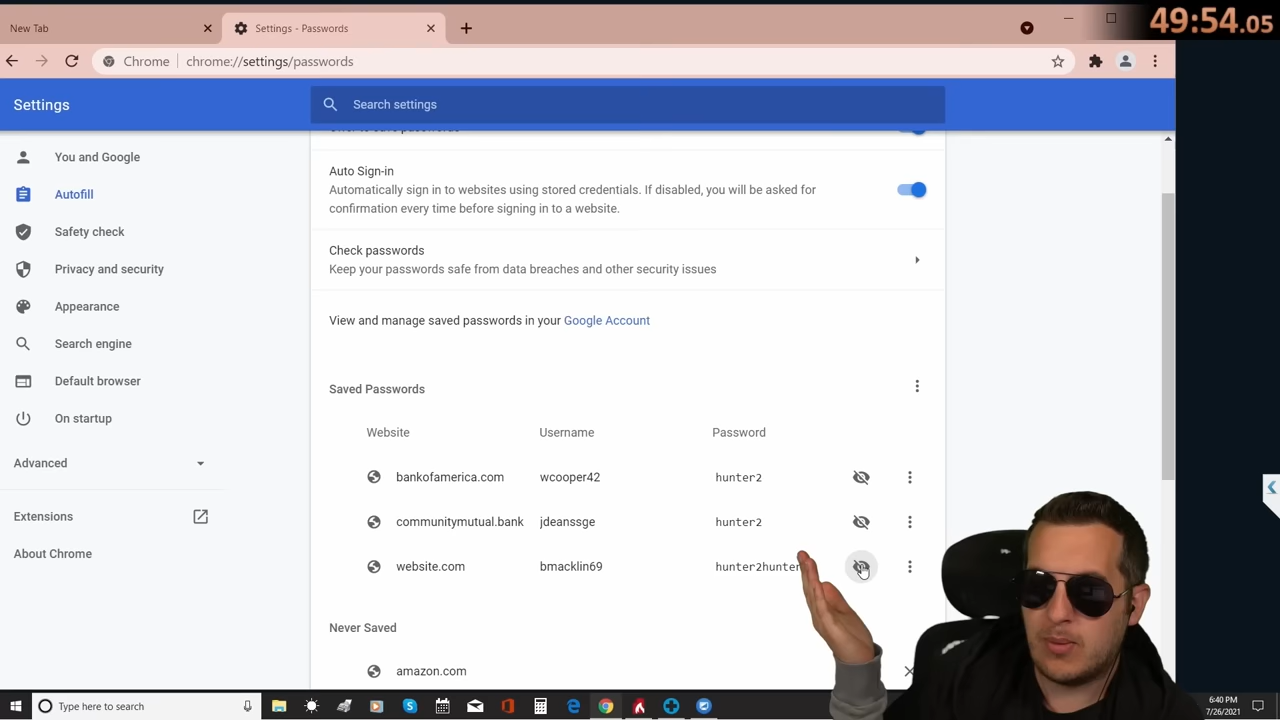 49:54.05
New Tab
Settings - Passwords
Chrome chrome://settings/passwords
Settings
Search settings
You and Google
Autofill
Safety check
Privacy and security
Appearance
Search engine
Default browser
On startup
Advanced
Extensions
About Chrome
Offer to save passwords
Auto Sign-in
Automatically sign in to websites using stored credentials. If disabled, you will be asked for
confirmation every time before signing in to a website.
Check passwords
Keep your passwords safe from data breaches and other security issues
View and manage saved passwords in your Google Account
Saved Passwords
Website Username Password
bankofamerica.com wcooper42 hunter2
communitymutual.bank jdeanssge hunter2
website.com bmacklin69 hunter2hunter
Never Saved
amazon.com
Type here to search
6:40 PM
7/26/2021